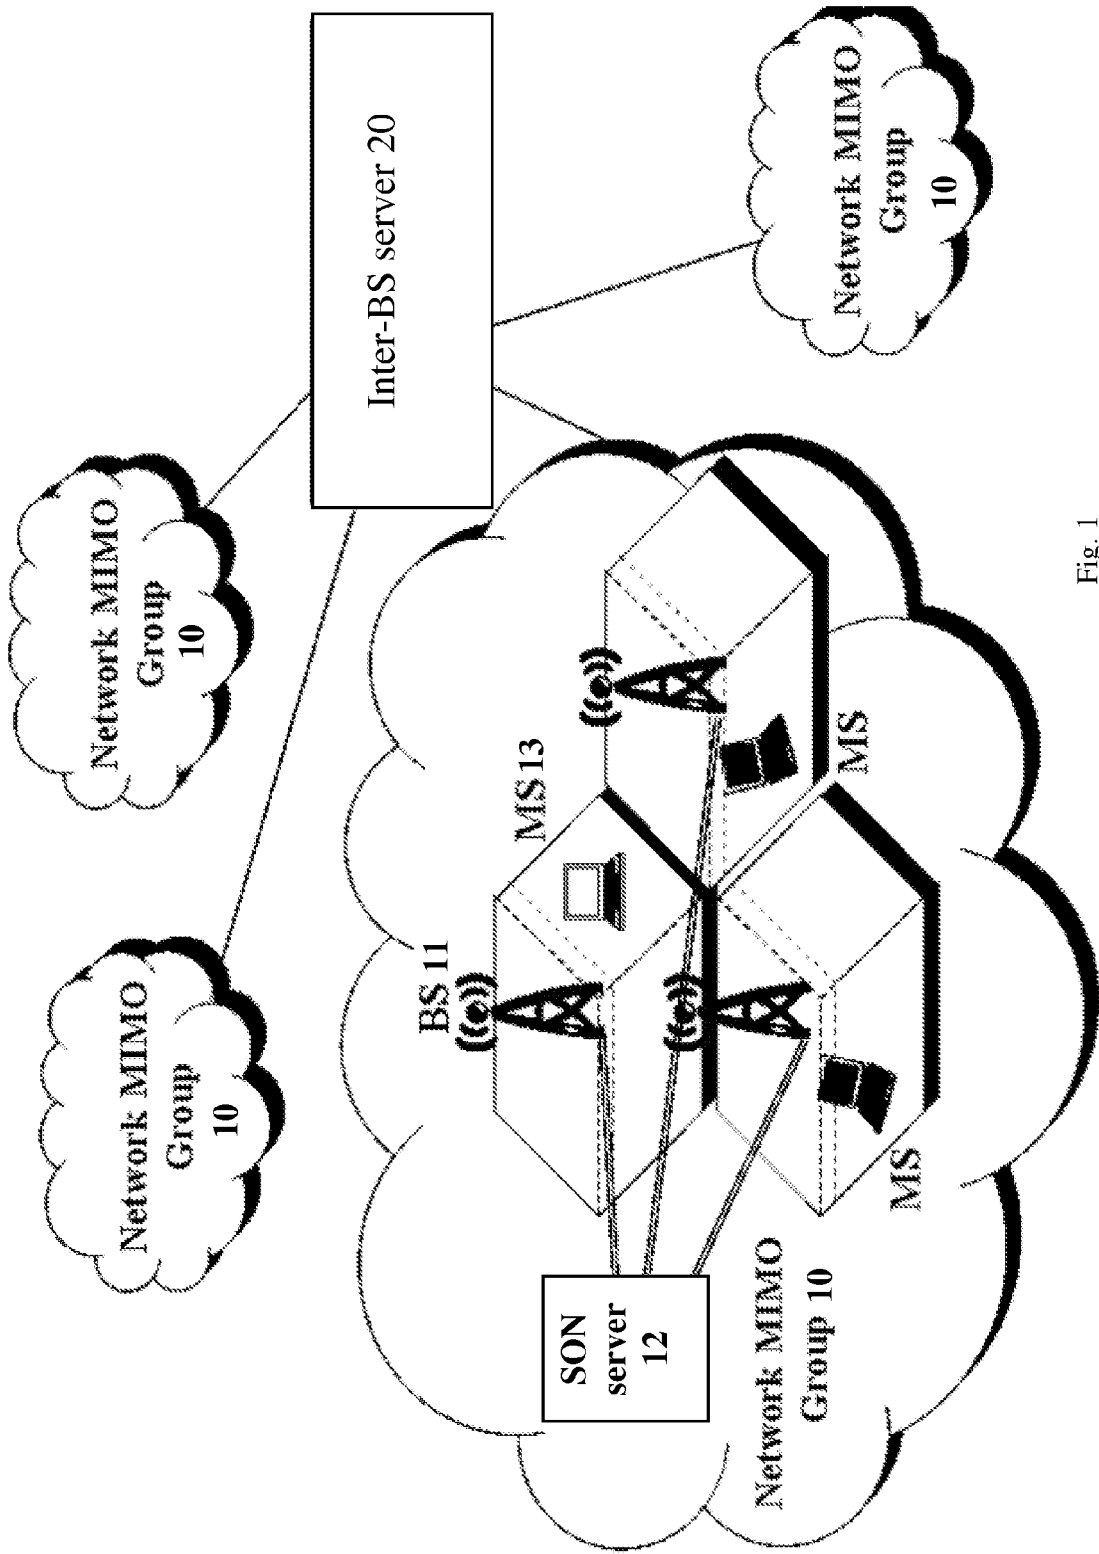 Network MIMO
Group
10
Network MIMO
Group
10
Inter-BS server 20
Network MIMO
Group
10
BS 11
MS 13
SON
server
12
MS
MS
Network MIMO
Group 10
Fig. 1